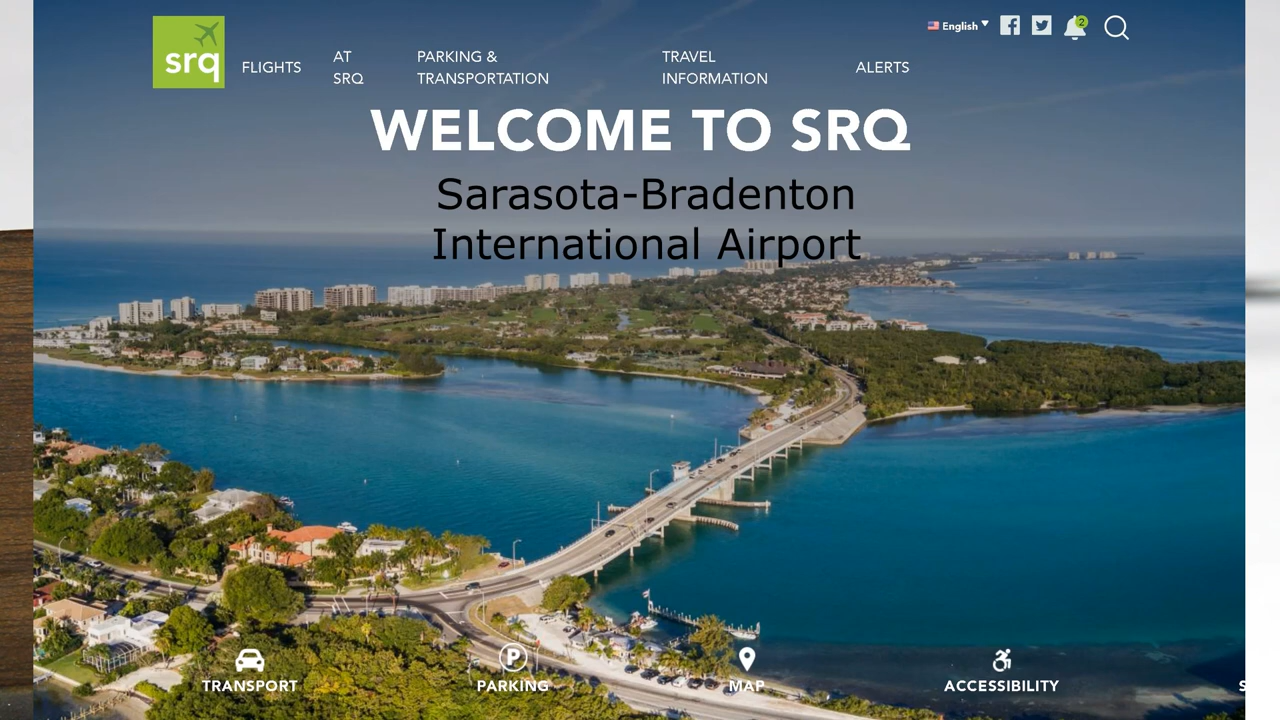 srq
English
2
FLIGHTS
AT
SRQ
PARKING &
TRANSPORTATION
TRAVEL
INFORMATION
ALERTS
WELCOME TO SRQ
Sarasota-Bradenton
International Airport
P
TRANSPORT
PARKING
MAP
ACCESSIBILITY